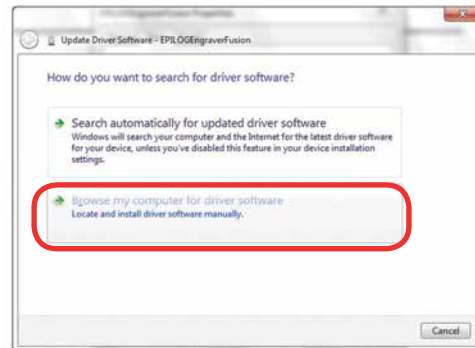 EPILOGEngraverFusion Properties
Update Driver Software - EPILOGEngraverFusion
How do you want to search for driver software?
Search automatically for updated driver software
Windows will search your computer and the Internet for the latest driver software
for your device, unless you've disabled this feature in your device installation
settings.
Browse my computer for driver software
Locate and install driver software manually.
Cancel